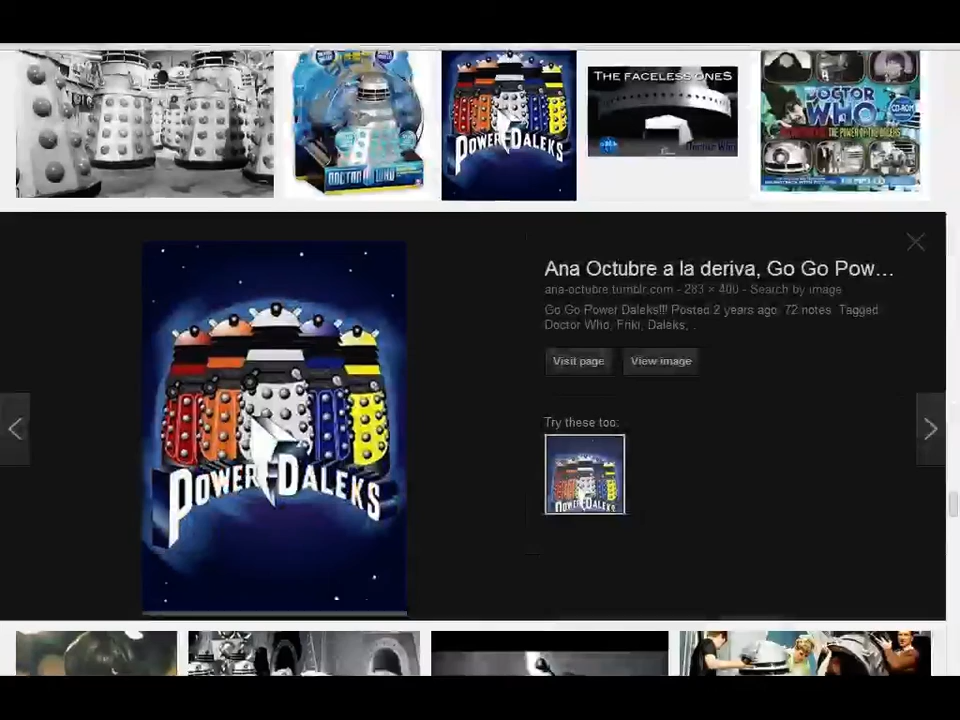 DOCTOR WHO
POWER DALEKS
THE FACELESS ONES
Doctor Who
DOCTOR
WHO
CD-ROM
THE POWER OF THE DALEKS
Ana Octubre a la deriva, Go Go Pow...
ana-octubre.tumblr.com - 283 × 400 - Search by image
Go Go Power Daleks!!! Posted 2 years ago. 72 notes. Tagged
Doctor Who, Friki, Daleks, .
Visit page
View image
Try these too:
POWER DALEKS
POWER DALEKS